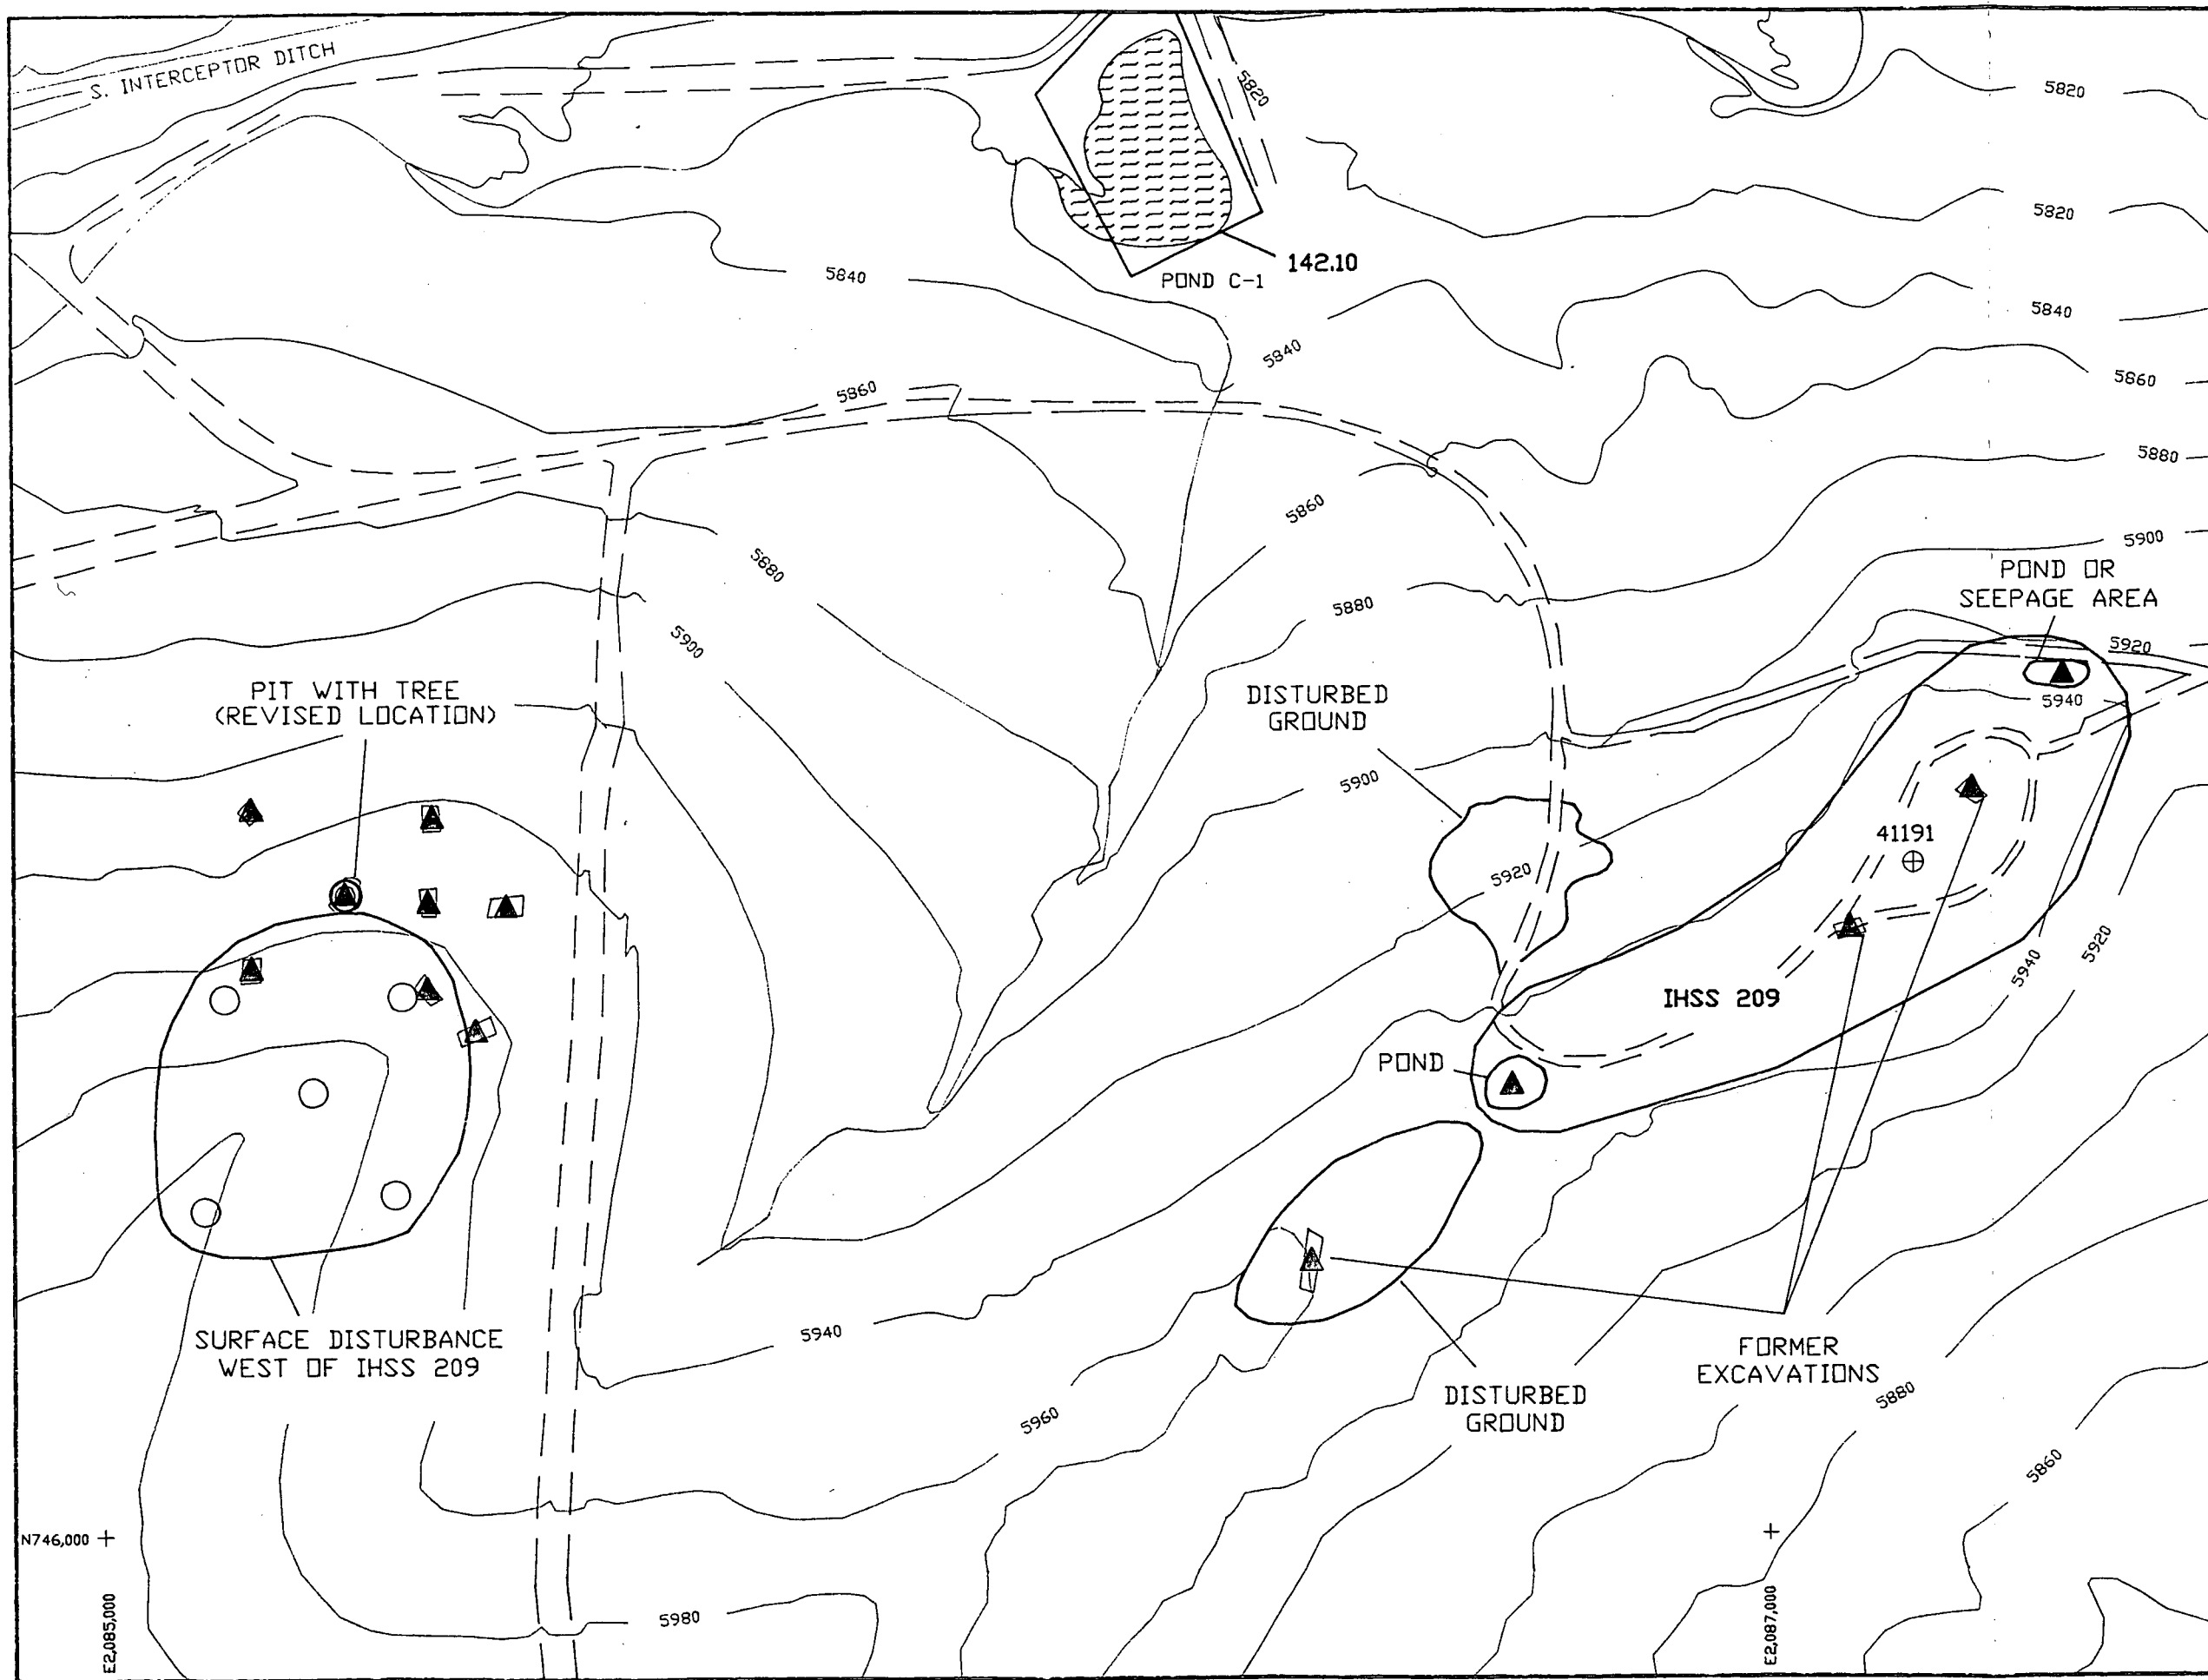 S. INTERCEPTOR DITCH
5820
5820
5820
142.10
POND C-1
5840
5840
5840
5860
5860
5880
5860
5900
5880
5880
POND OR
SEEPAGE AREA
5900
5920
PIT WITH TREE
(REVISED LOCATION)
DISTURBED
GROUND
5940
5900
41191
5920
5920
5940
IHSS 209
POND
SURFACE DISTURBANCE
WEST OF IHSS 209
5940
FORMER
EXCAVATIONS
DISTURBED
GROUND
5880
5960
5860
N746,000
E2,085,000
5980
E2,087,000